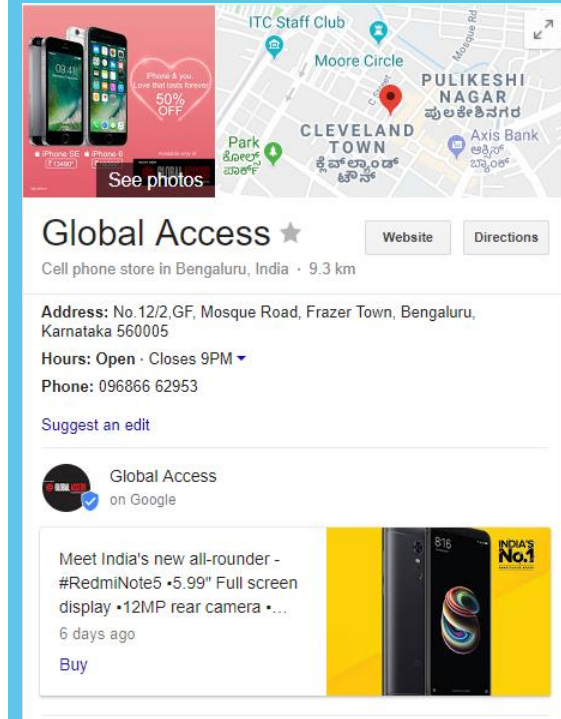 ITC Staff Club
Moore Circle
Mosque Rd
C Street
PULIKESHI
NAGAR
ಪುಲಕೇಶಿನಗರ
CLEVELAND
TOWN
ಕ್ಲೆವ್ಲ್ಯಾಂಡ್
ಟೌನ್
Park
ಕೋಲ್ಸ್
ಪಾರ್ಕ್
Axis Bank
ಆಕ್ಸಿಸ್
ಬ್ಯಾಂಕ್
09:41
iPhone & you.
Love that lasts forever
50%
OFF
iPhone SE
iPhone 6
GLOBAL ACCESS
See photos
Global Access
Website
Directions
Cell phone store in Bengaluru, India · 9.3 km
Address: No.12/2,GF, Mosque Road, Frazer Town, Bengaluru,
Karnataka 560005
Hours: Open · Closes 9PM
Phone: 096866 62953
Suggest an edit
GLOBAL ACCESS
Global Access
on Google
Meet India's new all-rounder -
#RedmiNote5 •5.99" Full screen
display •12MP rear camera •…
6 days ago
Buy
8:16
INDIA'S
No.1